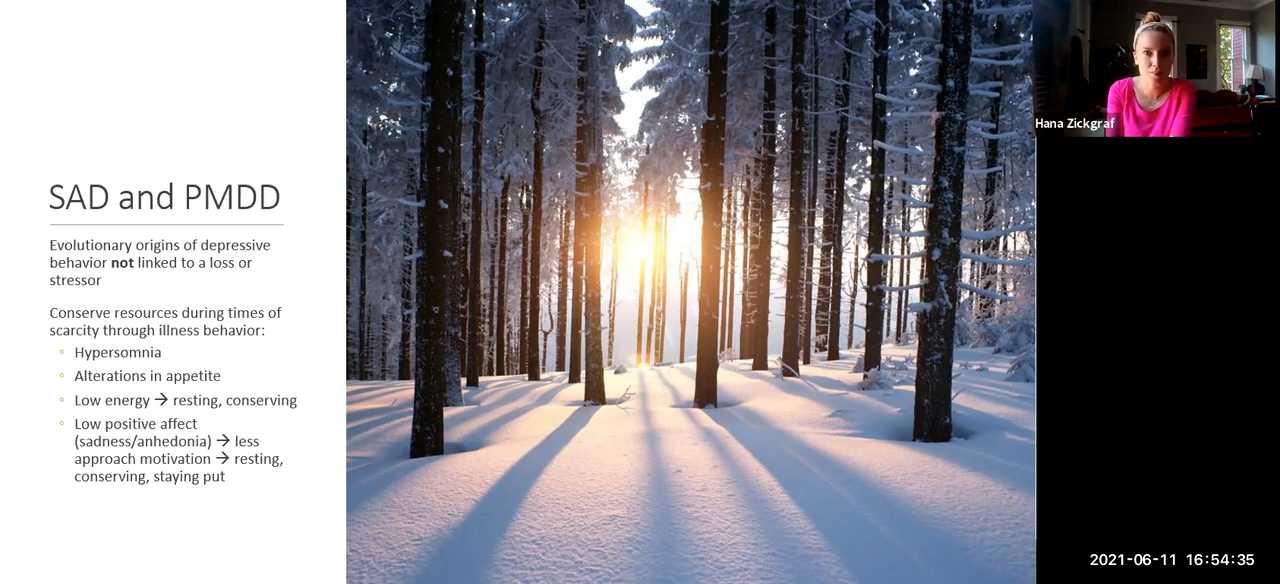 SAD and PMDD
Evolutionary origins of depressive
behavior not linked to a loss or
stressor
Conserve resources during times of
scarcity through illness behavior:
◦ Hypersomnia
◦ Alterations in appetite
◦ Low energy → resting, conserving
◦ Low positive affect
(sadness/anhedonia) → less
approach motivation → resting,
conserving, staying put
Hana Zickgraf
2021-06-11 16:54:35